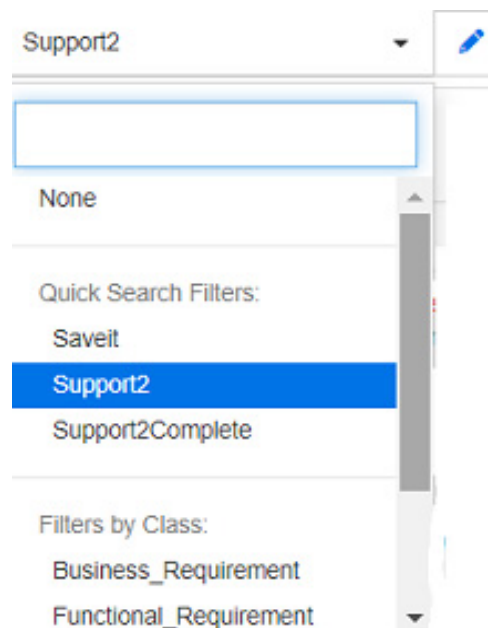 Support2
None
Quick Search Filters:
Saveit
Support2
Support2Complete
Filters by Class:
Business_Requirement
Functional_Requirement